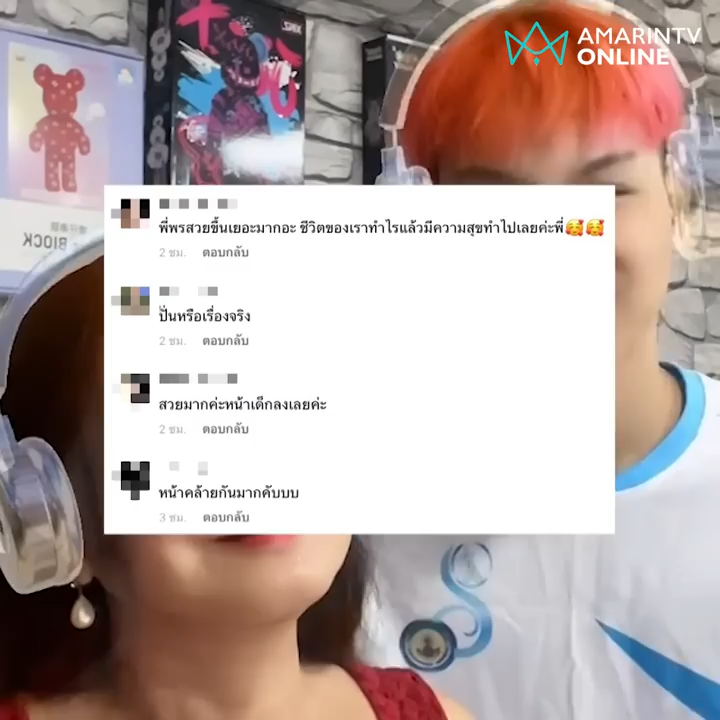 AMARINTV
ONLINE
พี่พรสวยขึ้นเยอะมากอะ ชีวิตของเราทำไรแล้วมีความสุขทำไปเลยค่ะพี่🥰🥰
2 ชม. ตอบกลับ
ปั่นหรือเรื่องจริง
2 ชม. ตอบกลับ
สวยมากค่ะหน้าเด็กลงเลยค่ะ
2 ชม. ตอบกลับ
หน้าคล้ายกันมากคับบบ
3 ชม. ตอบกลับ